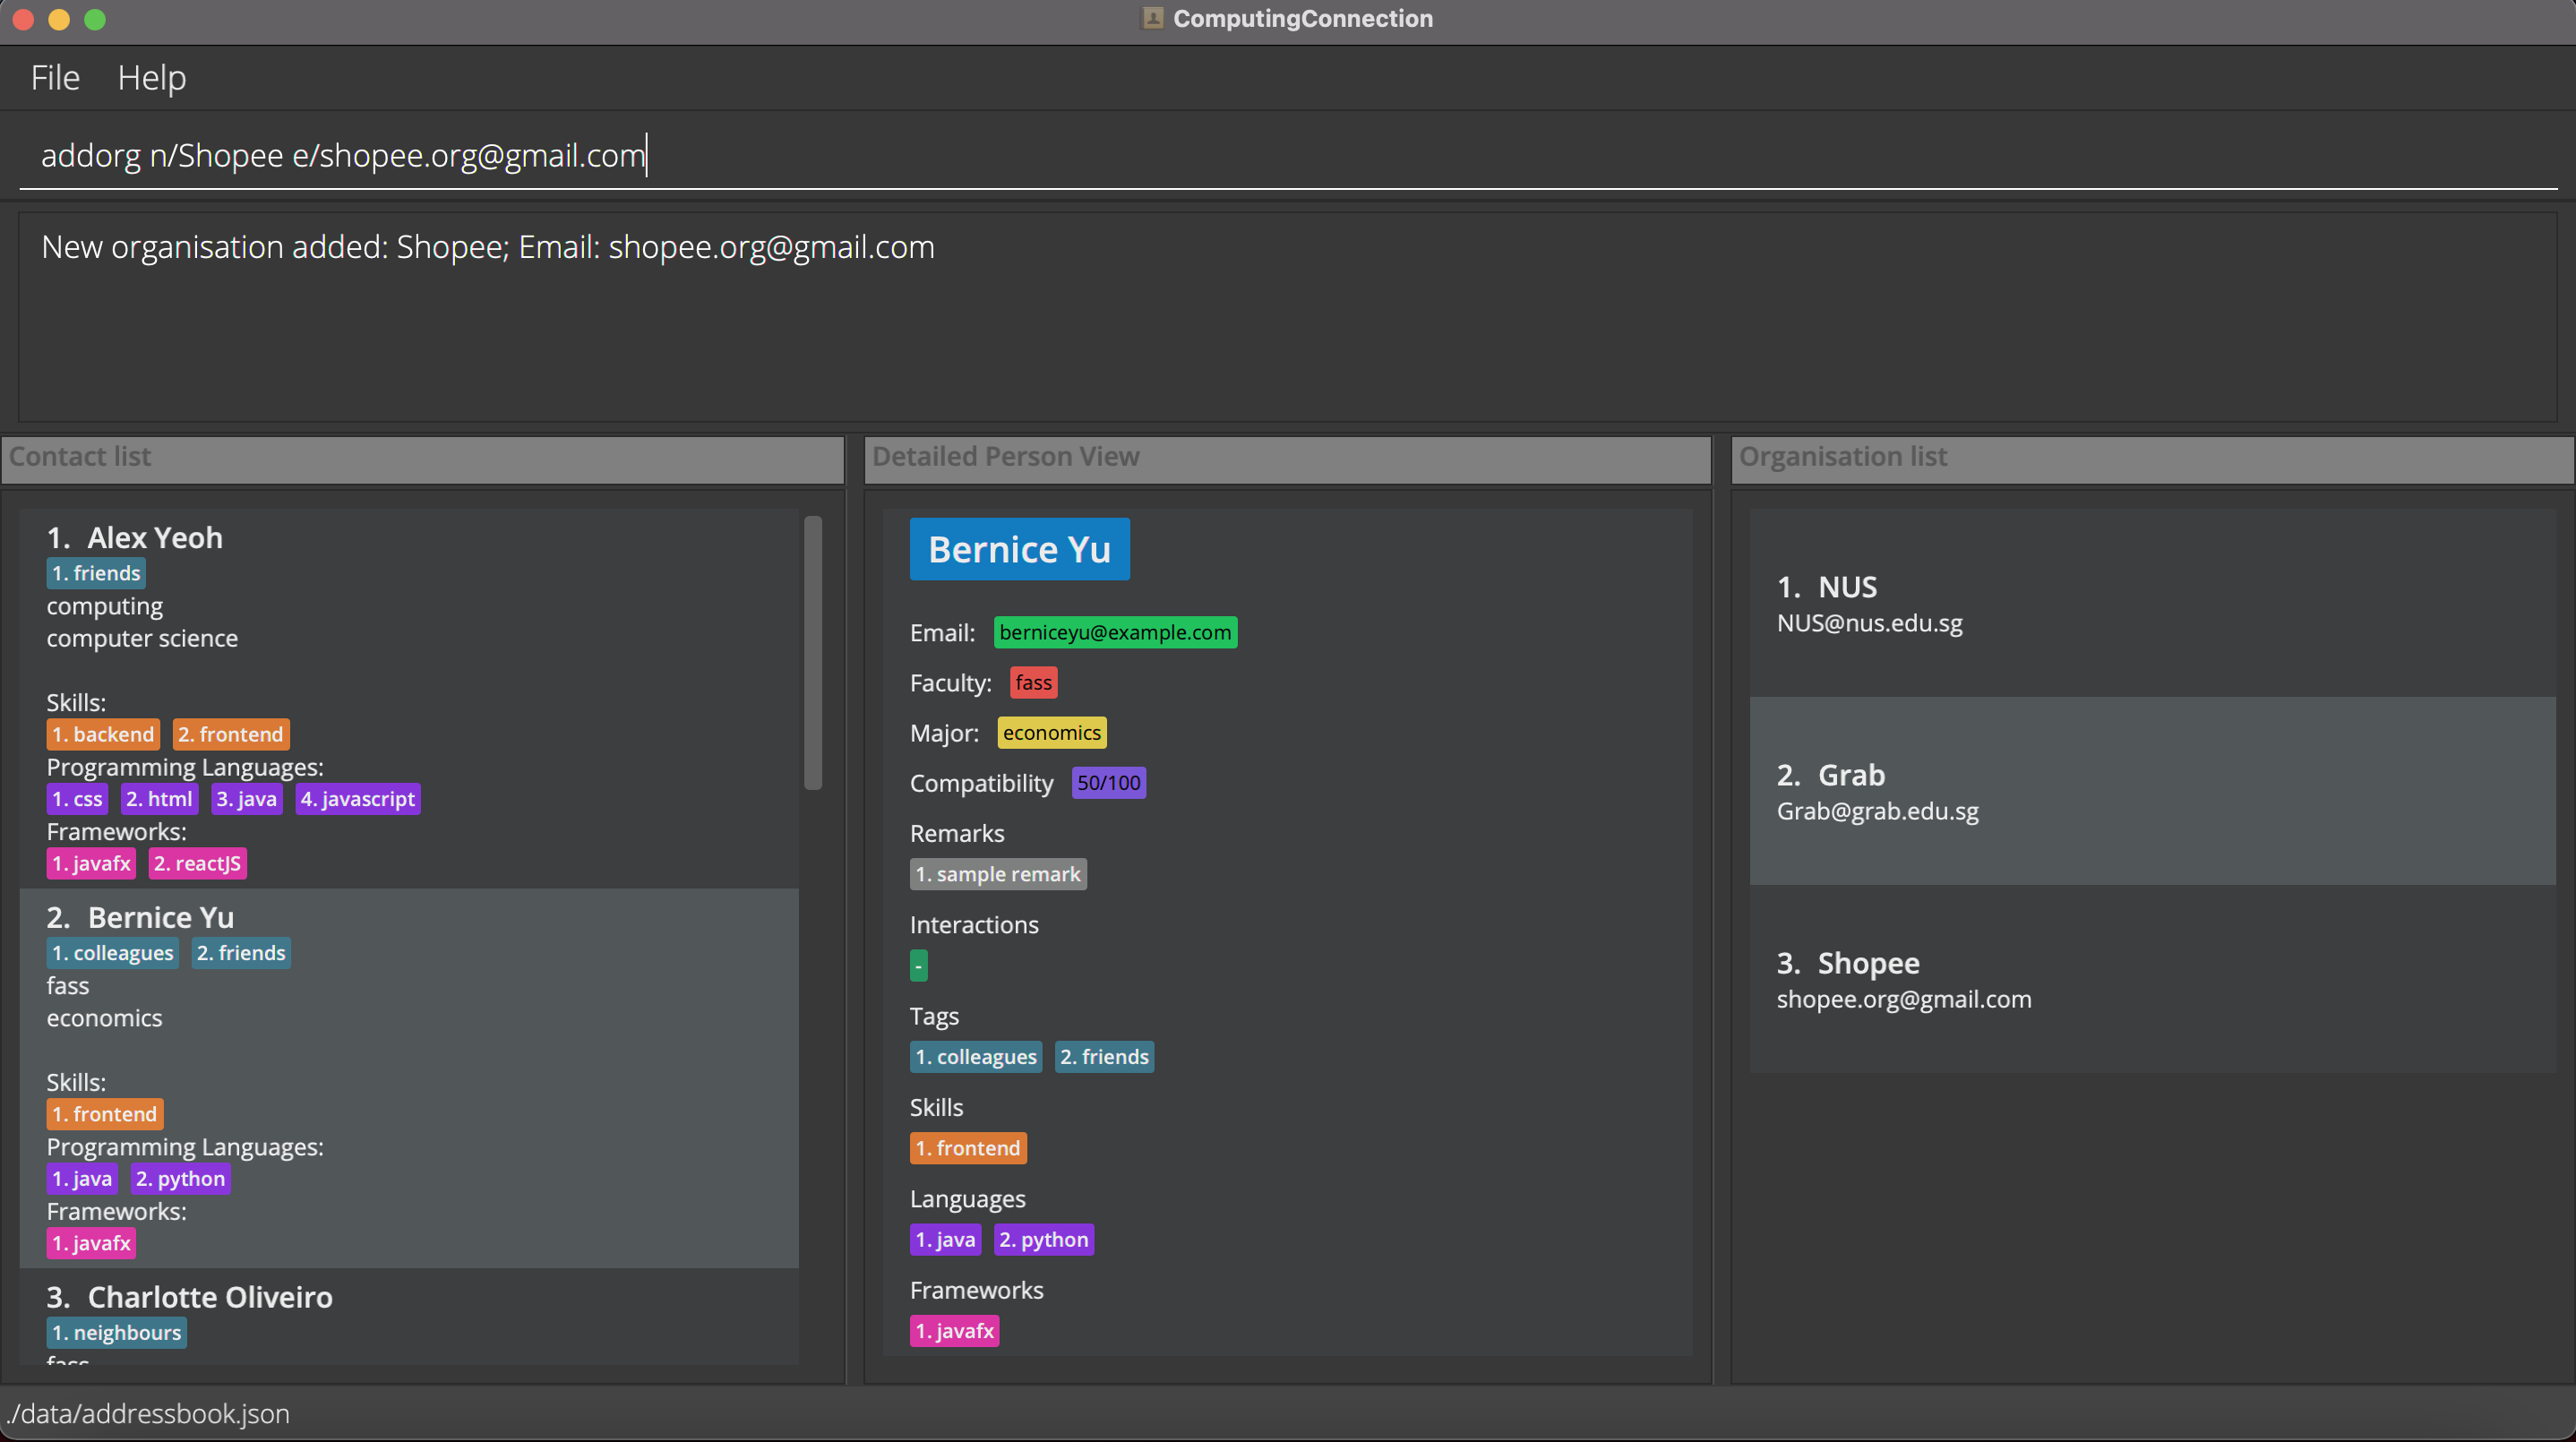 ComputingConnection
File Help
addorg n/Shopee e/shopee.org@gmail.com
New organisation added: Shopee; Email: shopee.org@gmail.com
Contact list
1. Alex Yeoh
1. friends
computing
computer science
Skills:
1. backend 2. frontend
Programming Languages:
1. css 2. html 3. java 4. javascript
Frameworks:
1. javafx 2. reactJS
2. Bernice Yu
1. colleagues 2. friends
fass
economics
Skills:
1. frontend
Programming Languages:
1. java 2. python
Frameworks:
1. javafx
3. Charlotte Oliveiro
1. neighbours
Detailed Person View
Bernice Yu
Email: berniceyu@example.com
Faculty: fass
Major: economics
Compatibility 50/100
Remarks
1. sample remark
Interactions
-
Tags
1. colleagues 2. friends
Skills
1. frontend
Languages
1. java 2. python
Frameworks
1. javafx
Organisation list
1. NUS
NUS@nus.edu.sg
2. Grab
Grab@grab.edu.sg
3. Shopee
shopee.org@gmail.com
./data/addressbook.json